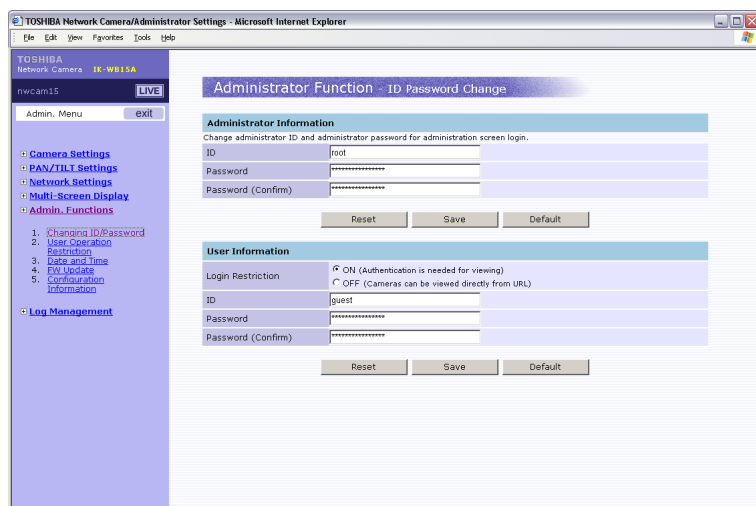 TOSHIBA Network Camera/Administrator Settings - Microsoft Internet Explorer
File Edit View Favorites Tools Help
TOSHIBA
Network Camera IK-WB15A
nwcam15 LIVE
Admin. Menu exit
Camera Settings
PAN/TILT Settings
Network Settings
Multi-Screen Display
Admin. Functions
1. Changing ID/Password
2. User Operation
Restriction
3. Date and Time
4. FW Update
5. Configuration
Information
Log Management
Administrator Function - ID Password Change
Administrator Information
Change administrator ID and administrator password for administration screen login.
ID root
Password ****************
Password (Confirm) ****************
Reset Save Default
User Information
Login Restriction
ON (Authentication is needed for viewing)
OFF (Cameras can be viewed directly from URL)
ID guest
Password ****************
Password (Confirm) ****************
Reset Save Default